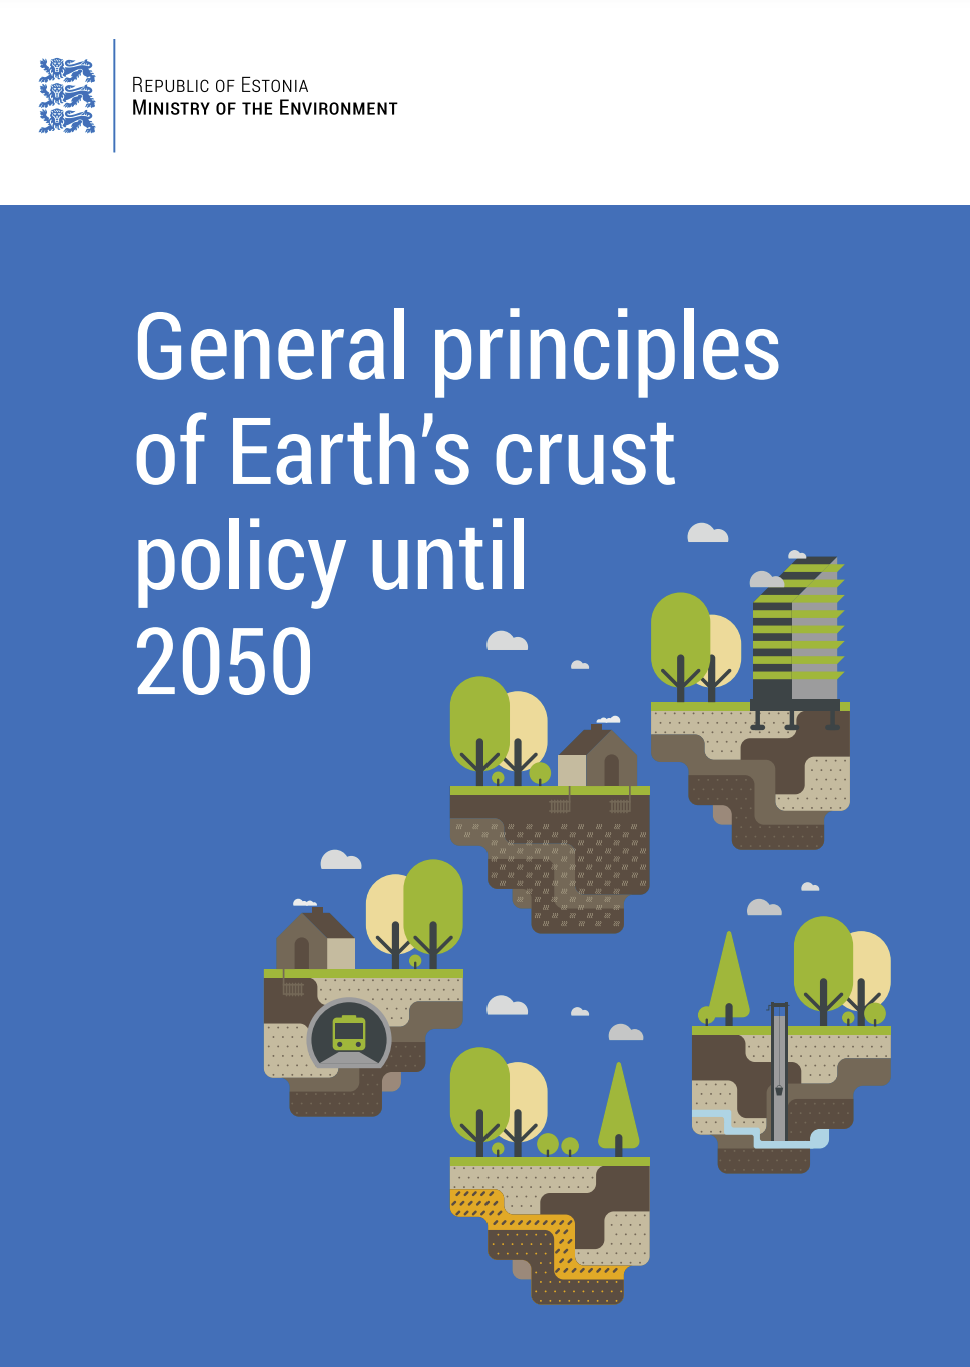 REPUBLIC OF ESTONIA
MINISTRY OF THE ENVIRONMENT
General principles
of Earth’s crust
policy until
2050